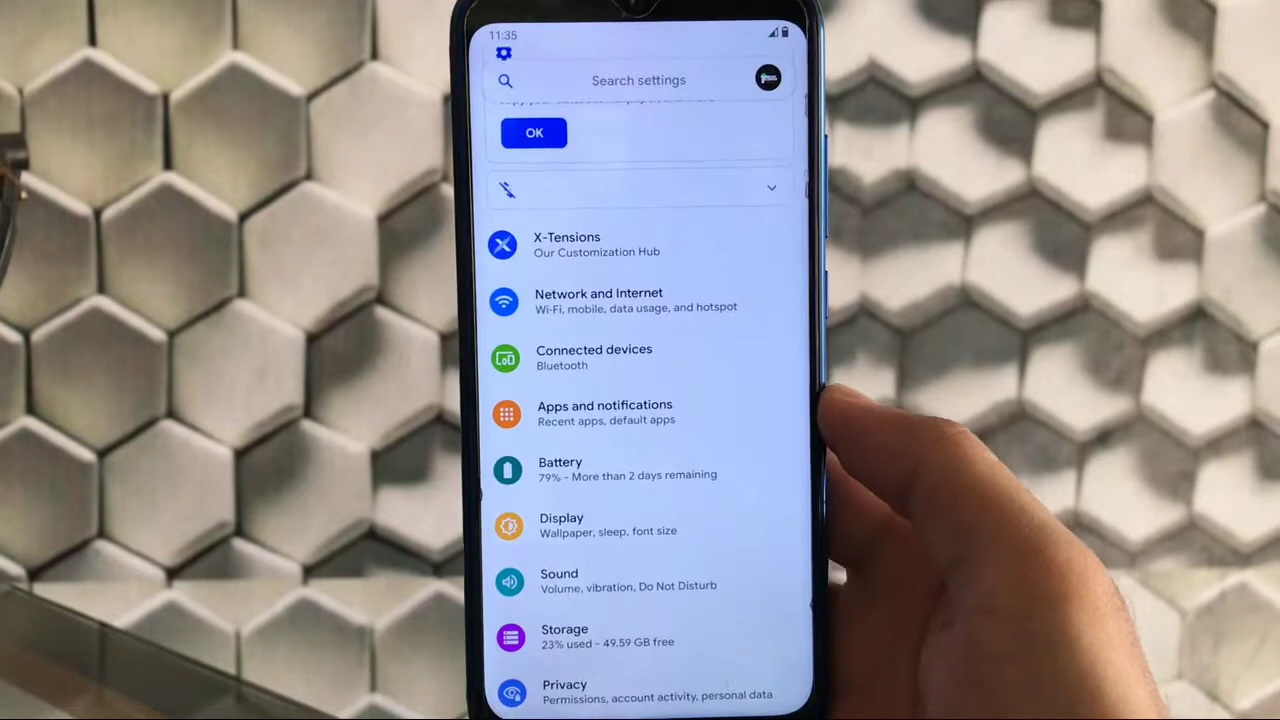 11:35
Search settings
OK
X-Tensions
Our Customization Hub
Network and Internet
Wi-Fi, mobile, data usage, and hotspot
Connected devices
Bluetooth
Apps and notifications
Recent apps, default apps
Battery
79% - More than 2 days remaining
Display
Wallpaper, sleep, font size
Sound
Volume, vibration, Do Not Disturb
Storage
23% used - 49.59 GB free
Privacy
Permissions, account activity, personal data